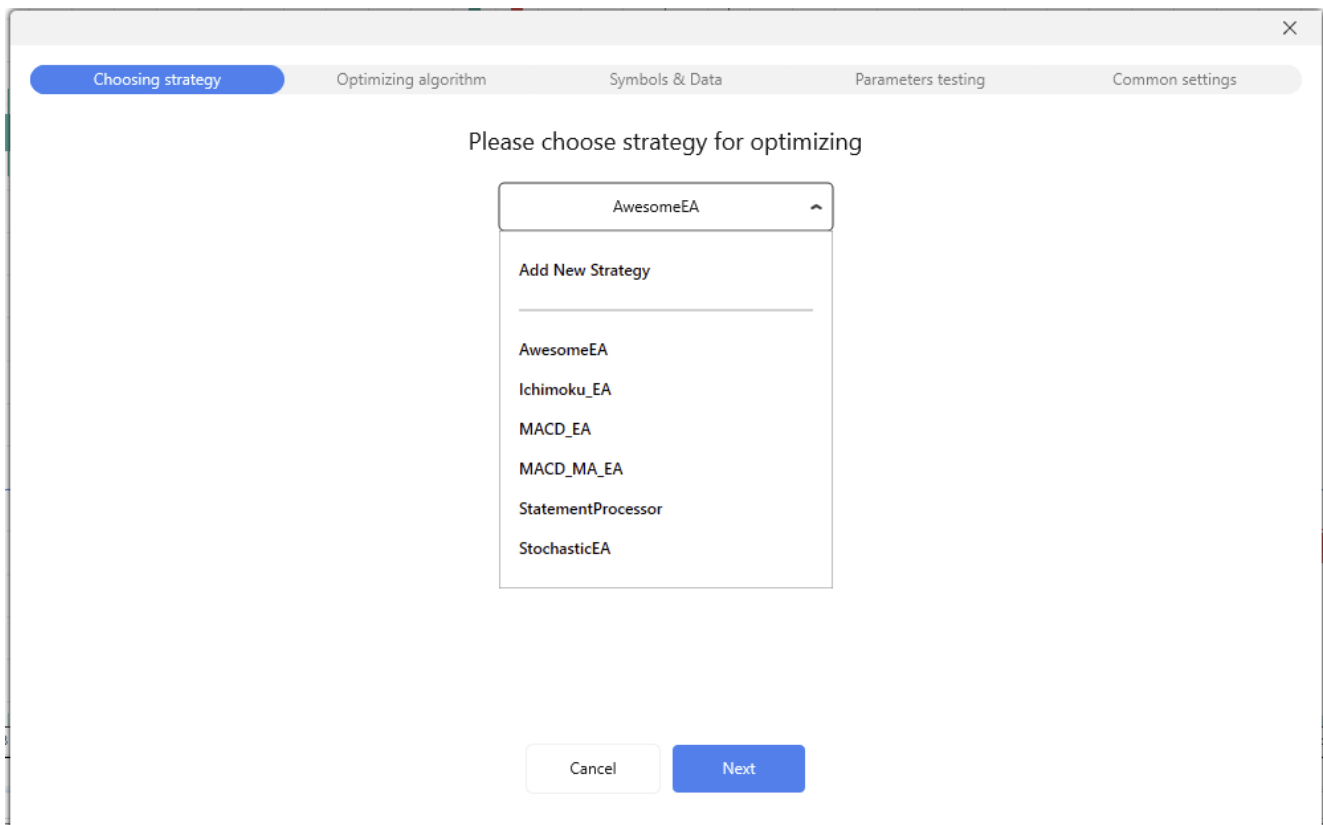 Choosing strategy Optimizing algorithm Symbols & Data Parameters testing Common settings
Please choose strategy for optimizing
AwesomeEA
Add New Strategy
AwesomeEA
Ichimoku_EA
MACD_EA
MACD_MA_EA
StatementProcessor
StochasticEA
Cancel Next